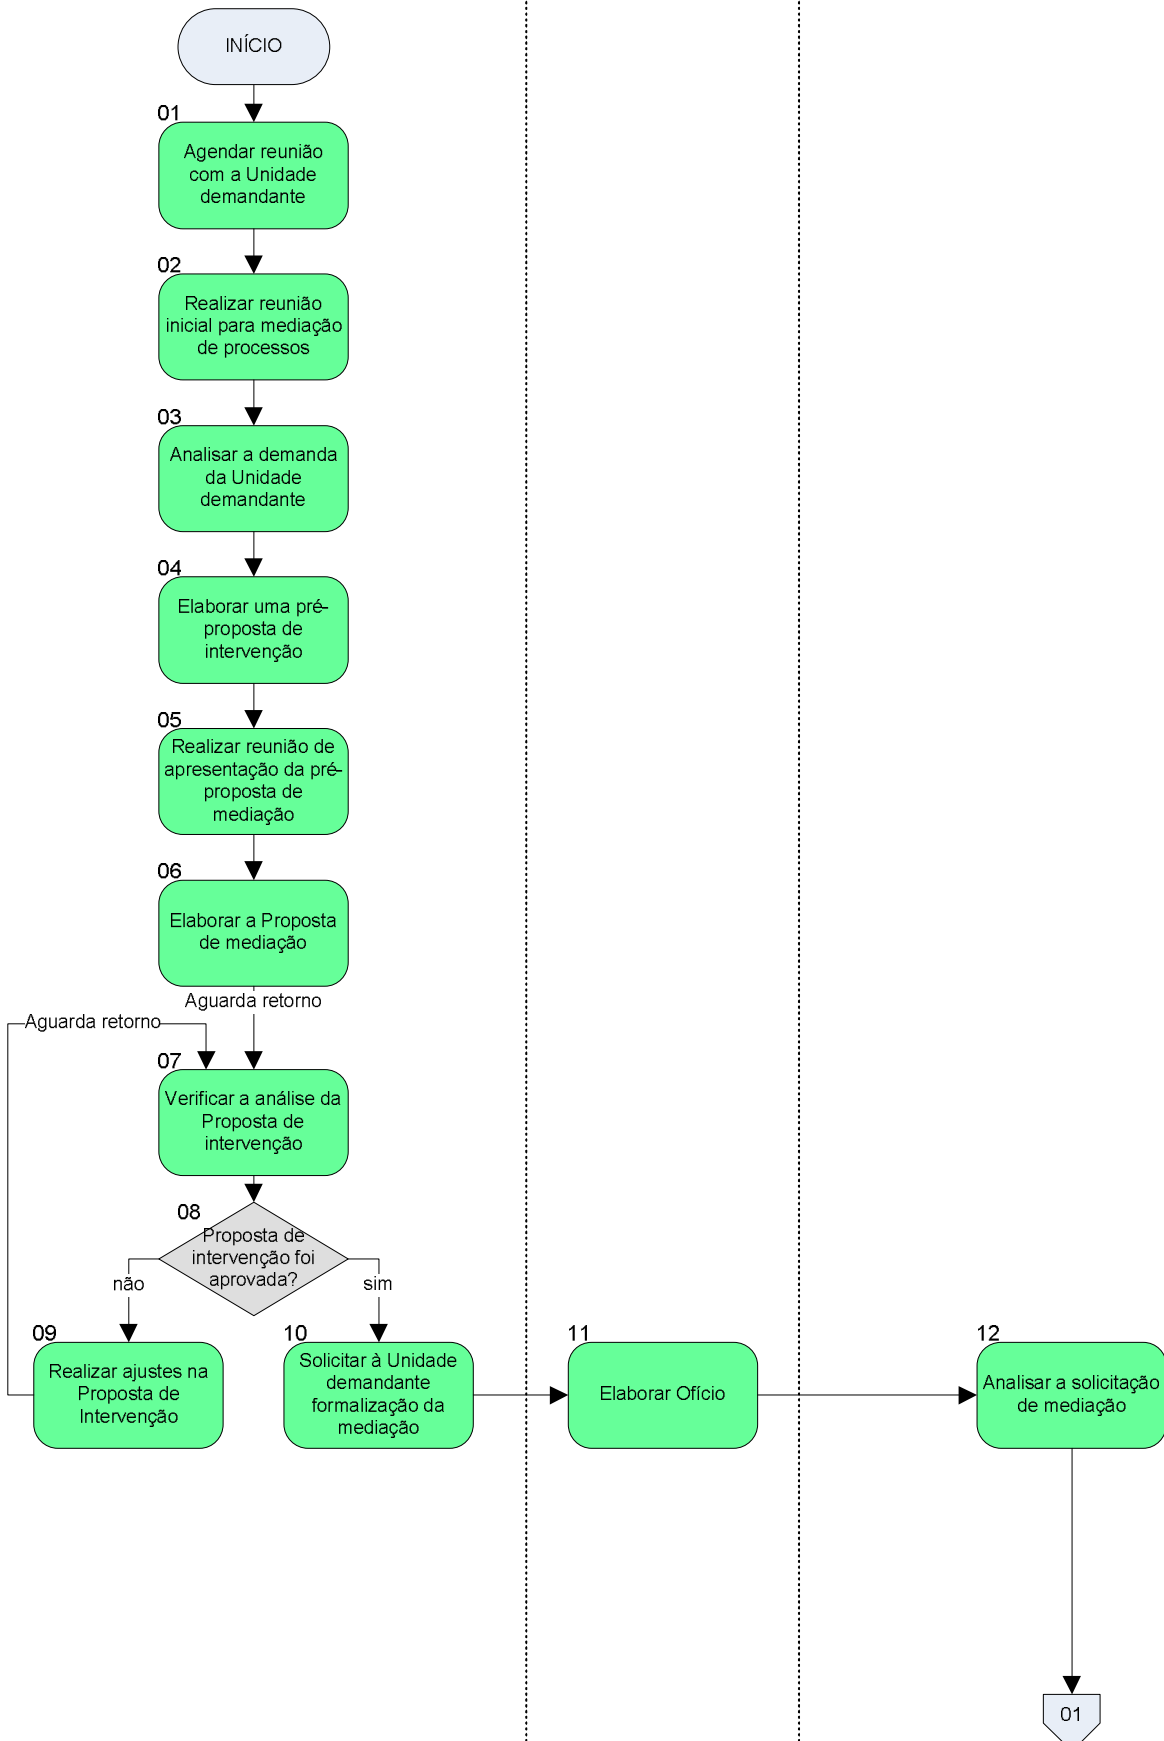 INÍCIO
01
Agendar reunião
com a Unidade
demandante
02
Realizar reunião
inicial para mediação
de processos
03
Analisar a demanda
da Unidade
demandante
04
Elaborar uma pré-
proposta de
intervenção
05
Realizar reunião de
apresentação da pré-
proposta de
mediação
06
Elaborar a Proposta
de mediação
Aguarda retorno
Aguarda retorno
07
Verificar a análise da
Proposta de
intervenção
08
Proposta de
intervenção foi
aprovada?
não
sim
09
Realizar ajustes na
Proposta de
Intervenção
10
Solicitar à Unidade
demandante
formalização da
mediação
11
Elaborar Ofício
12
Analisar a solicitação
de mediação
01